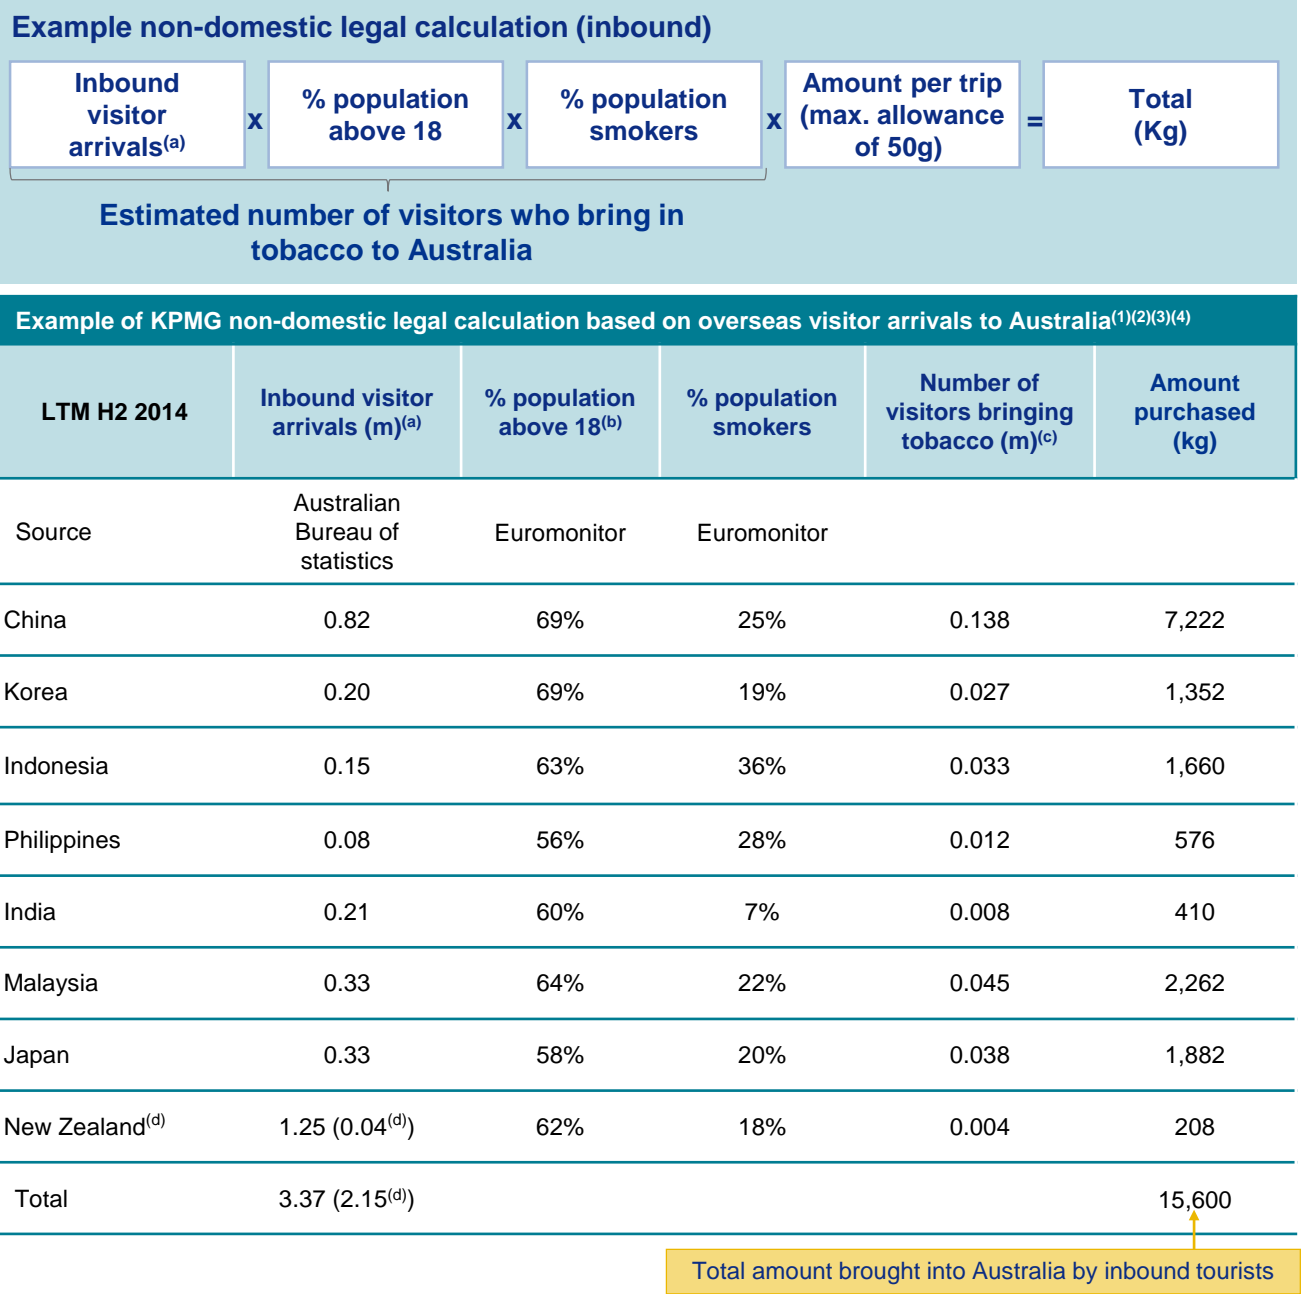 Example non-domestic legal calculation (inbound)
Inbound
visitor
arrivals(a)
x
% population
above 18
x
% population
smokers
x
Amount per trip
(max. allowance
of 50g)
=
Total
(Kg)
Estimated number of visitors who bring in
tobacco to Australia
Example of KPMG non-domestic legal calculation based on overseas visitor arrivals to Australia(1)(2)(3)(4)
LTM H2 2014
Inbound visitor
arrivals (m)(a)
% population
above 18(b)
% population
smokers
Number of
visitors bringing
tobacco (m)(c)
Amount
purchased
(kg)
Source
Australian
Bureau of
statistics
Euromonitor
Euromonitor
China 0.82 69% 25% 0.138 7,222
Korea 0.20 69% 19% 0.027 1,352
Indonesia 0.15 63% 36% 0.033 1,660
Philippines 0.08 56% 28% 0.012 576
India 0.21 60% 7% 0.008 410
Malaysia 0.33 64% 22% 0.045 2,262
Japan 0.33 58% 20% 0.038 1,882
New Zealand(d) 1.25 (0.04(d)) 62% 18% 0.004 208
Total 3.37 (2.15(d)) 15,600
Total amount brought into Australia by inbound tourists